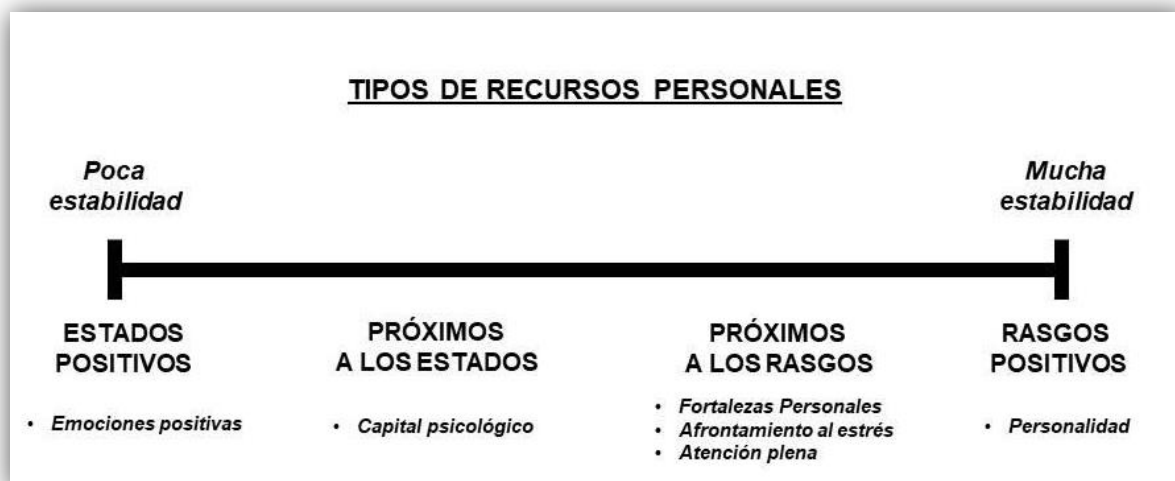 TIPOS DE RECURSOS PERSONALES
Poca
estabilidad
Mucha
estabilidad
ESTADOS
POSITIVOS
• Emociones positivas
PRÓXIMOS
A LOS ESTADOS
• Capital psicológico
PRÓXIMOS
A LOS RASGOS
• Fortalezas Personales
• Afrontamiento al estrés
• Atención plena
RASGOS
POSITIVOS
• Personalidad